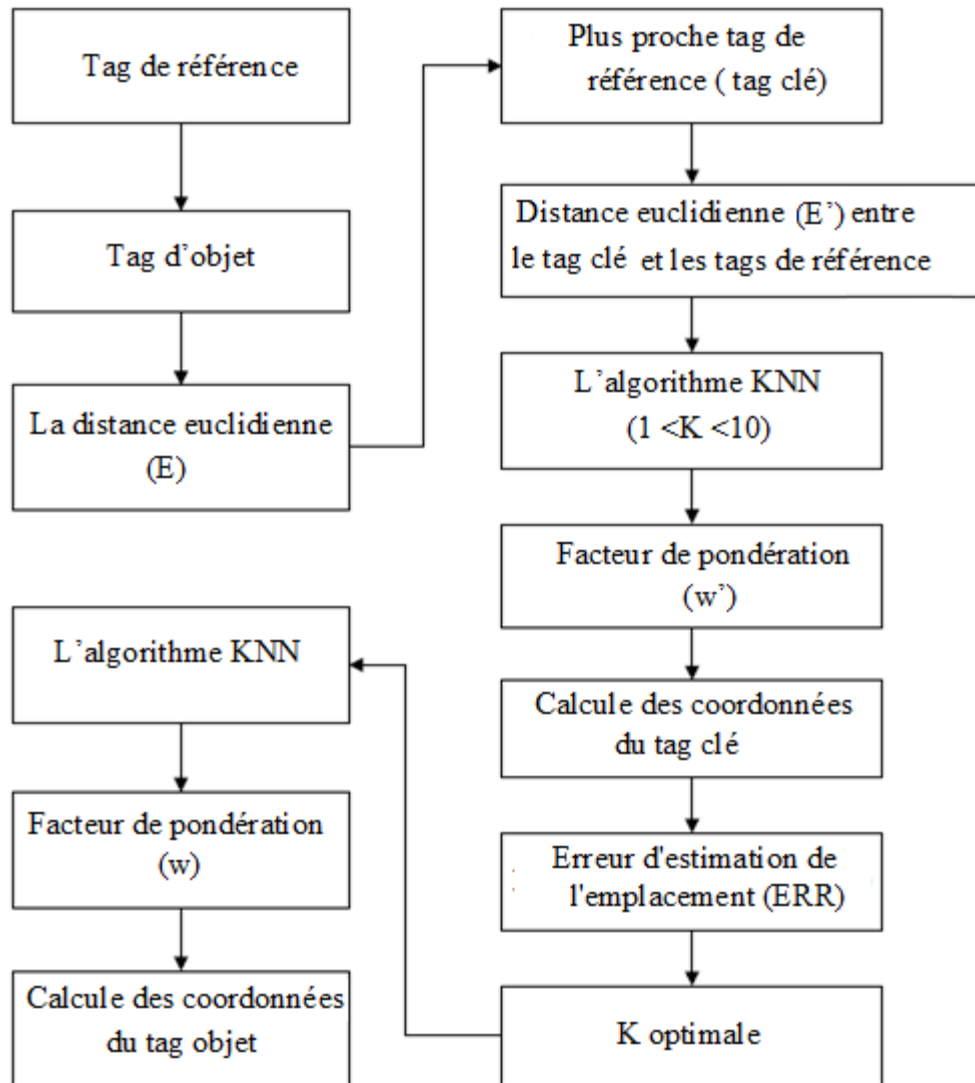 Tag de référence
Tag d'objet
La distance euclidienne
(E)
Plus proche tag de
référence ( tag clé)
Distance euclidienne (E') entre
le tag clé et les tags de référence
L'algorithme KNN
(1 <K <10)
Facteur de pondération
(w')
Calcule des coordonnées
du tag clé
Erreur d'estimation de
l'emplacement (ERR)
K optimale
L'algorithme KNN
Facteur de pondération
(w)
Calcule des coordonnées
du tag objet